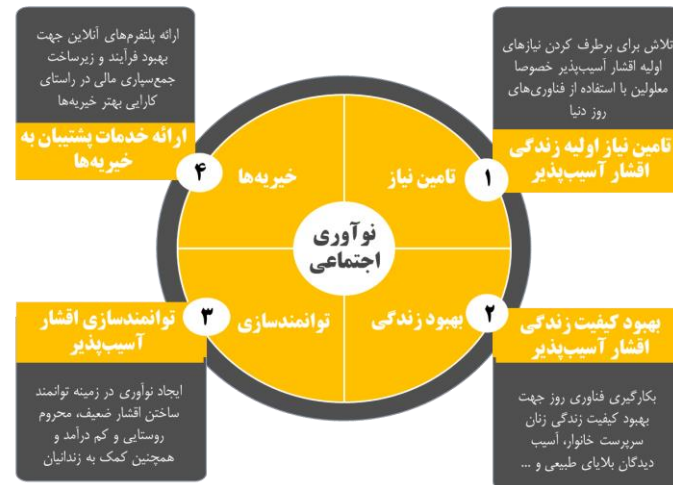 نوآوری
اجتماعی
۱
تامین نیاز
تلاش برای برطرف کردن نیازهای
اولیه اقشار آسیب‌پذیر خصوصا
معلولین با استفاده از فناوری‌های
روز دنیا
تامین نیاز اولیه زندگی
اقشار آسیب‌پذیر
۲
بهبود زندگی
بهبود کیفیت زندگی
اقشار آسیب‌پذیر
بکارگیری فناوری روز جهت
بهبود کیفیت زندگی زنان
سرپرست خانوار، آسیب
دیدگان بلایای طبیعی و ...
۳
توانمندسازی
توانمندسازی اقشار
آسیب‌پذیر
ایجاد نوآوری در زمینه توانمند
ساختن اقشار ضعیف، محروم
روستایی و کم درآمد و
همچنین کمک به زندانیان
۴
خیریه‌ها
ارائه پلتفرم‌های آنلاین جهت
بهبود فرآیند و زیرساخت
جمع‌سپاری مالی در راستای
کارایی بهتر خیریه‌ها
ارائه خدمات پشتیبان به
خیریه‌ها